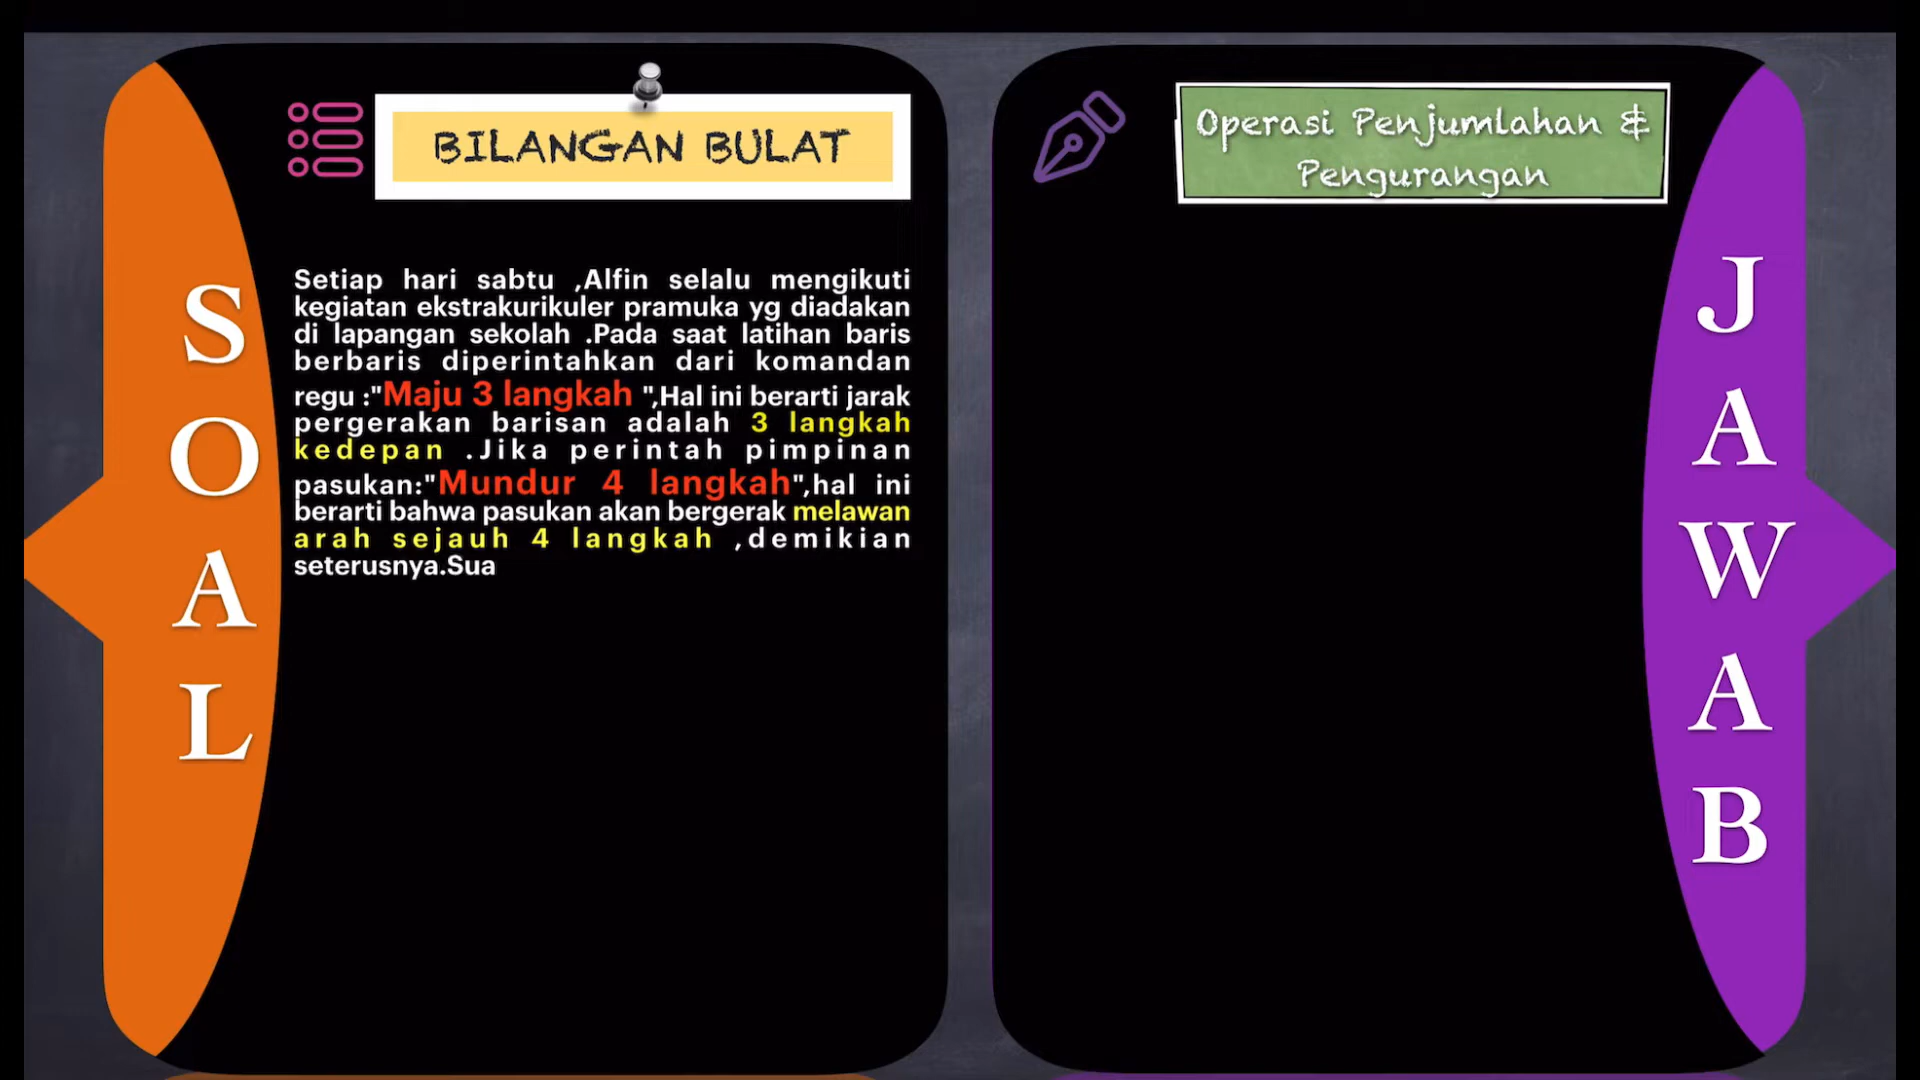 BILANGAN BULAT
Setiap hari sabtu ,Alfin selalu mengikuti
kegiatan ekstrakurikuler pramuka yg diadakan
di lapangan sekolah .Pada saat latihan baris
berbaris diperintahkan dari komandan
regu :"Maju 3 langkah ",Hal ini berarti jarak
pergerakan barisan adalah 3 langkah
kedepan .Jika perintah pimpinan
pasukan:"Mundur 4 langkah",hal ini
berarti bahwa pasukan akan bergerak melawan
arah sejauh 4 langkah ,demikian
seterusnya.Sua
SOAL
Operasi Penjumlahan &
Pengurangan
JAWAB